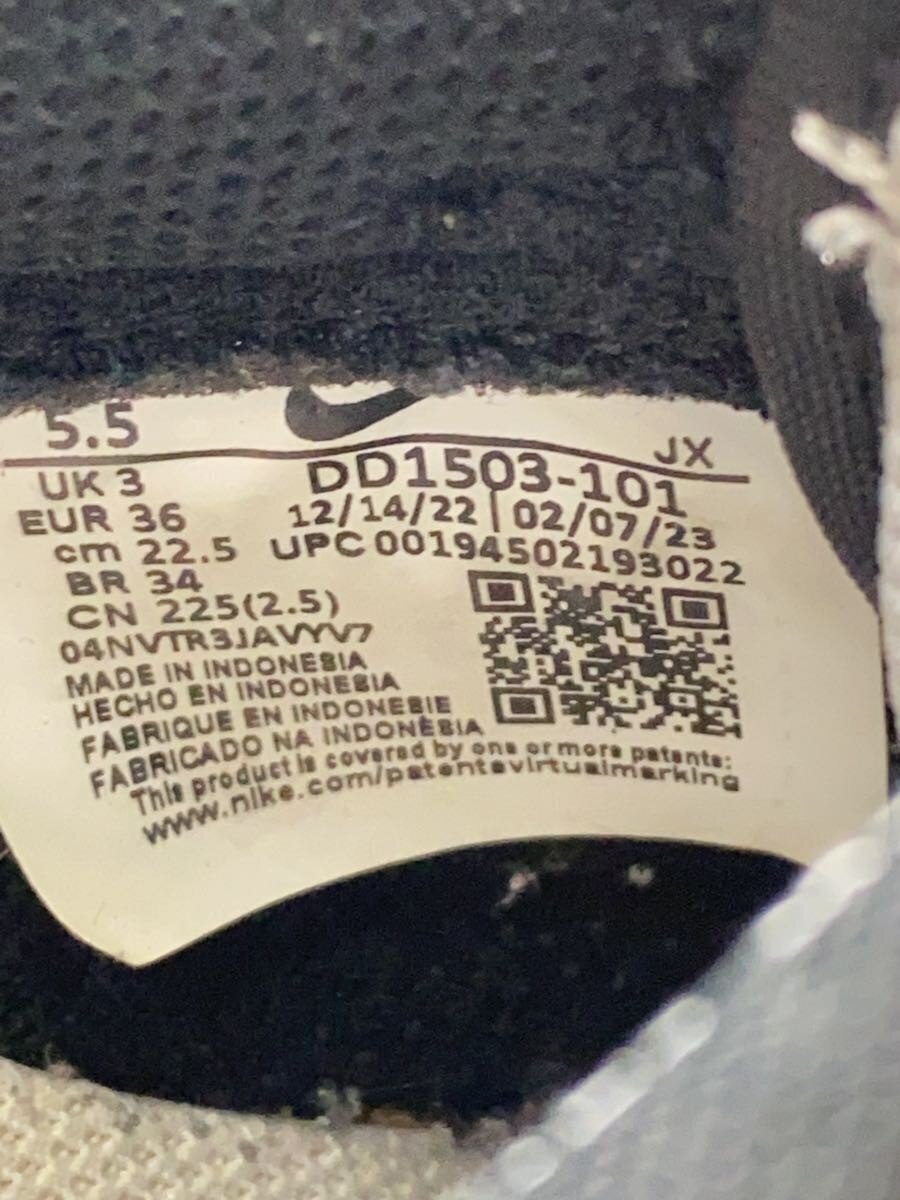 5.5
JX
UK 3
DD1503-101
EUR 36
12/14/22 | 02/07/23
cm 22.5
UPC 00194502193022
BR 34
CN 225(2.5)
04NVTR3JAVYV7
MADE IN INDONESIA
HECHO EN INDONESIA
FABRIQUE EN INDONESIE
FABRICADO NA INDONÉSIA
This product is covered by one or more patents:
www.nike.com/patentsvirtualmarking